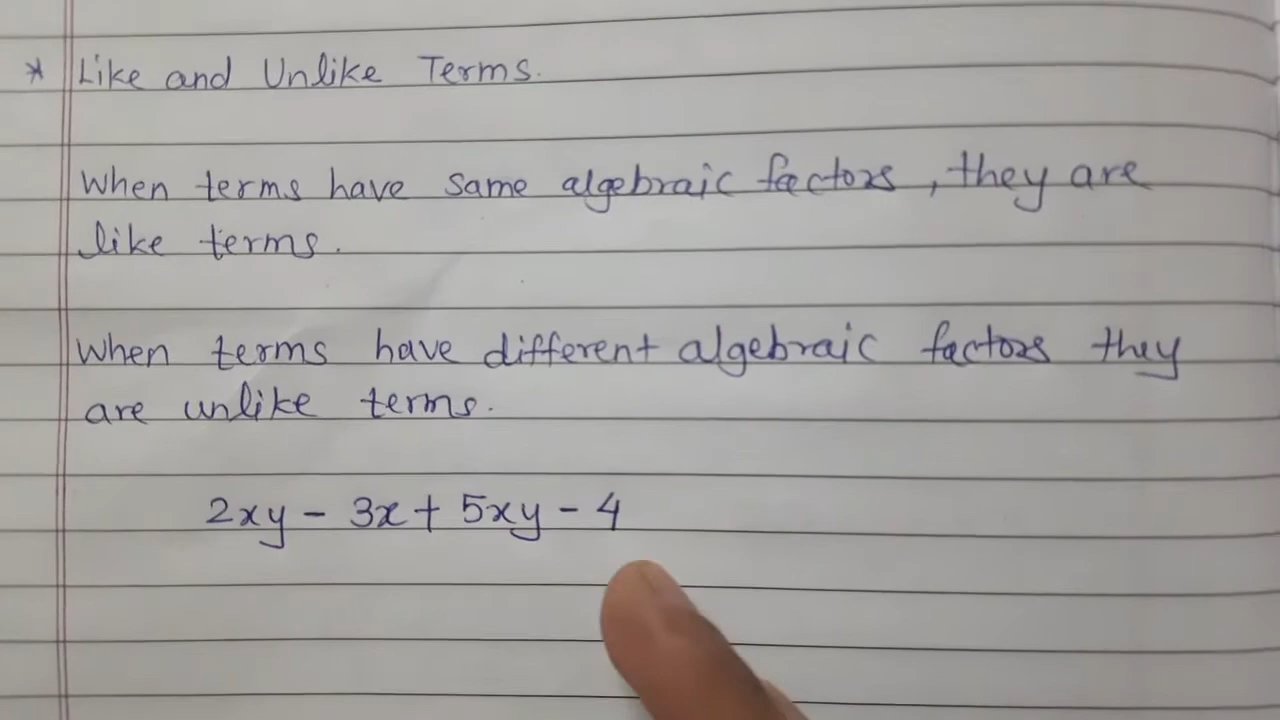 * Like and Unlike Terms.
When terms have same algebraic factors, they are
like terms.
When terms have different algebraic factors they
are unlike terms.
2xy - 3x + 5xy - 4